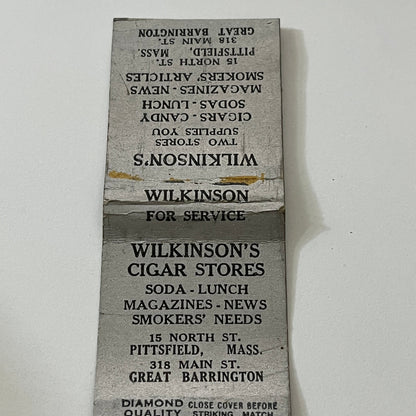 WILKINSON'S
TWO STORES
SUPPLIES YOU
CIGARS - CANDY
SODAS - LUNCH
MAGAZINES - NEWS
SMOKERS' ARTICLES
15 NORTH ST.
PITTSFIELD, MASS.
318 MAIN ST.
GREAT BARRINGTON
WILKINSON
FOR SERVICE
WILKINSON'S
CIGAR STORES
SODA - LUNCH
MAGAZINES - NEWS
SMOKERS' NEEDS
15 NORTH ST.
PITTSFIELD, MASS.
318 MAIN ST.
GREAT BARRINGTON
DIAMOND CLOSE COVER BEFORE
QUALITY STRIKING MATCH